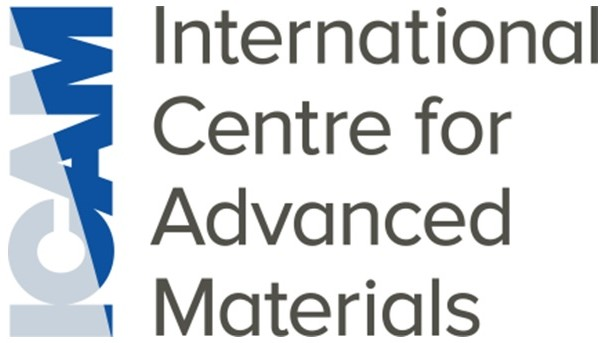 ICAM
International
Centre for
Advanced
Materials